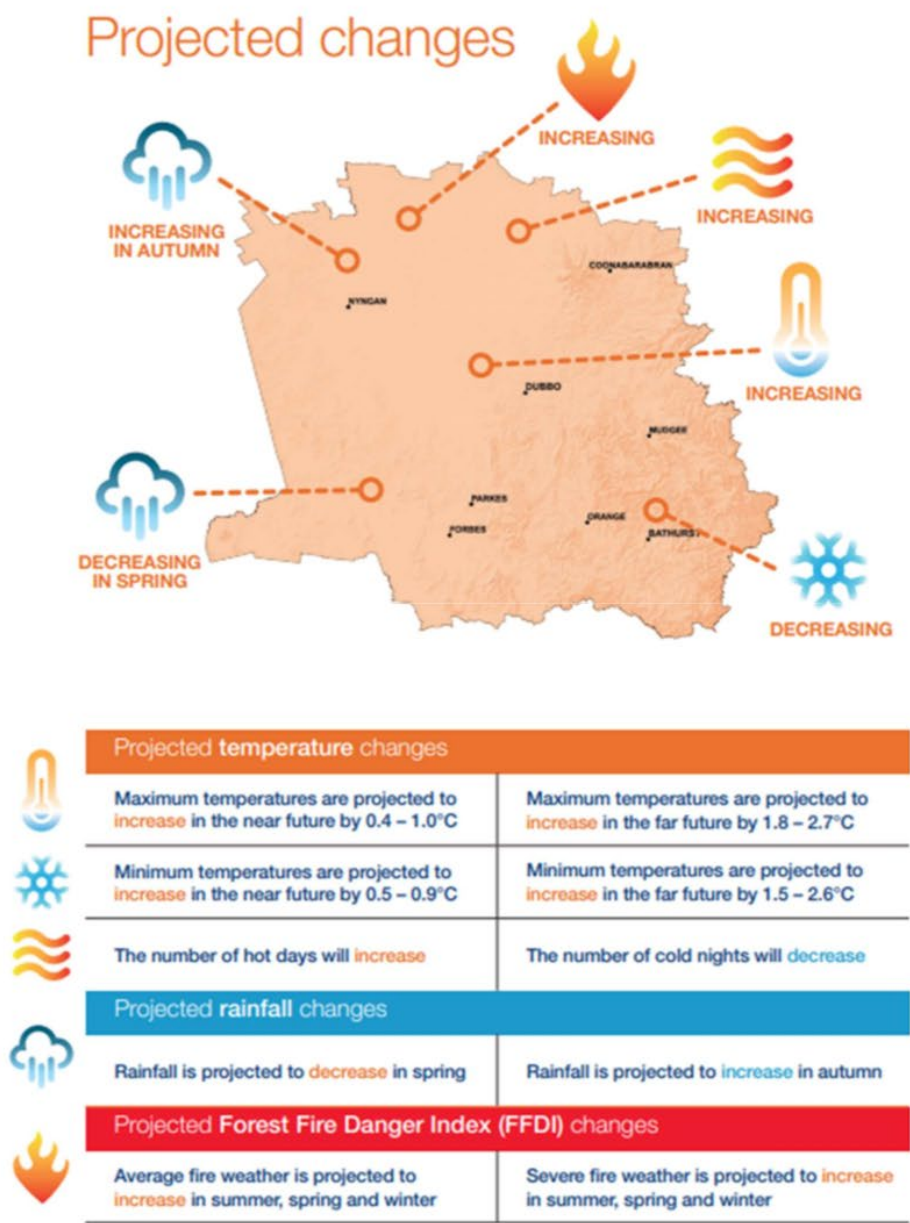 Projected changes
INCREASING
INCREASING
IN AUTUMN
INCREASING
COONABARABRAN
NYNGAN
INCREASING
DUBBO
MUDGEE
DECREASING
IN SPRING
PARKES
FORBES
ORANGE
BATHURST
DECREASING
Projected temperature changes
Maximum temperatures are projected to
increase in the near future by 0.4 – 1.0°C
Maximum temperatures are projected to
increase in the far future by 1.8 – 2.7°C
Minimum temperatures are projected to
increase in the near future by 0.5 – 0.9°C
Minimum temperatures are projected to
increase in the far future by 1.5 – 2.6°C
The number of hot days will increase
The number of cold nights will decrease
Projected rainfall changes
Rainfall is projected to decrease in spring
Rainfall is projected to increase in autumn
Projected Forest Fire Danger Index (FFDI) changes
Average fire weather is projected to
increase in summer, spring and winter
Severe fire weather is projected to increase
in summer, spring and winter